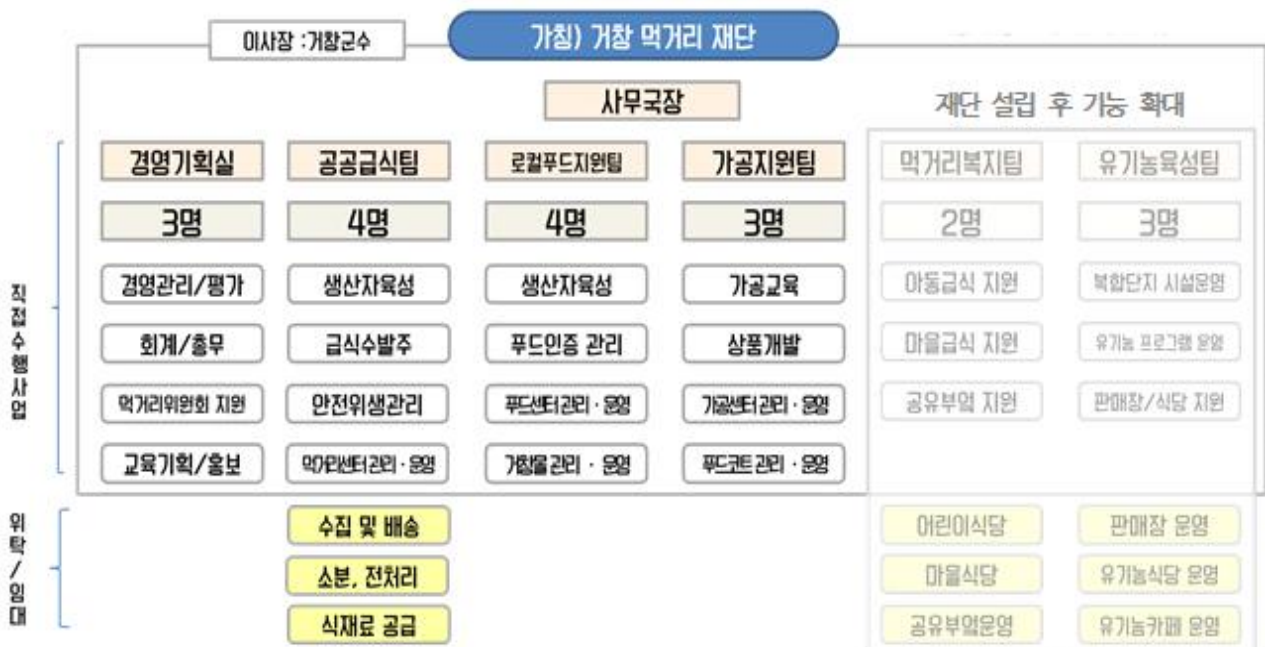 가칭) 거창 먹거리 재단
이사장 :거창군수
사무국장
재단 설립 후 기능 확대
직접수행사업
경영기획실 공공급식팀 로컬푸드지원팀 가공지원팀 먹거리복지팀 유기농육성팀
3명 4명 4명 3명 2명 3명
경영관리/평가 생산자육성 생산자육성 가공교육 아동급식 지원 복합단지 시설운영
회계/총무 급식수발주 푸드인증 관리 상품개발 마을급식 지원 유기농 프로그램 운영
먹거리위원회 지원 안전위생관리 푸드센터 관리·운영 가공센터 관리·운영 공유부엌 지원 판매장/식당 지원
교육기획/홍보 먹거리센터 관리·운영 거창몰 관리·운영 푸드코트 관리·운영
위탁/임대
수집 및 배송 어린이식당 판매장 운영
소분, 전처리 마을식당 유기농식당 운영
식재료 공급 공유부엌운영 유기농카페 운영